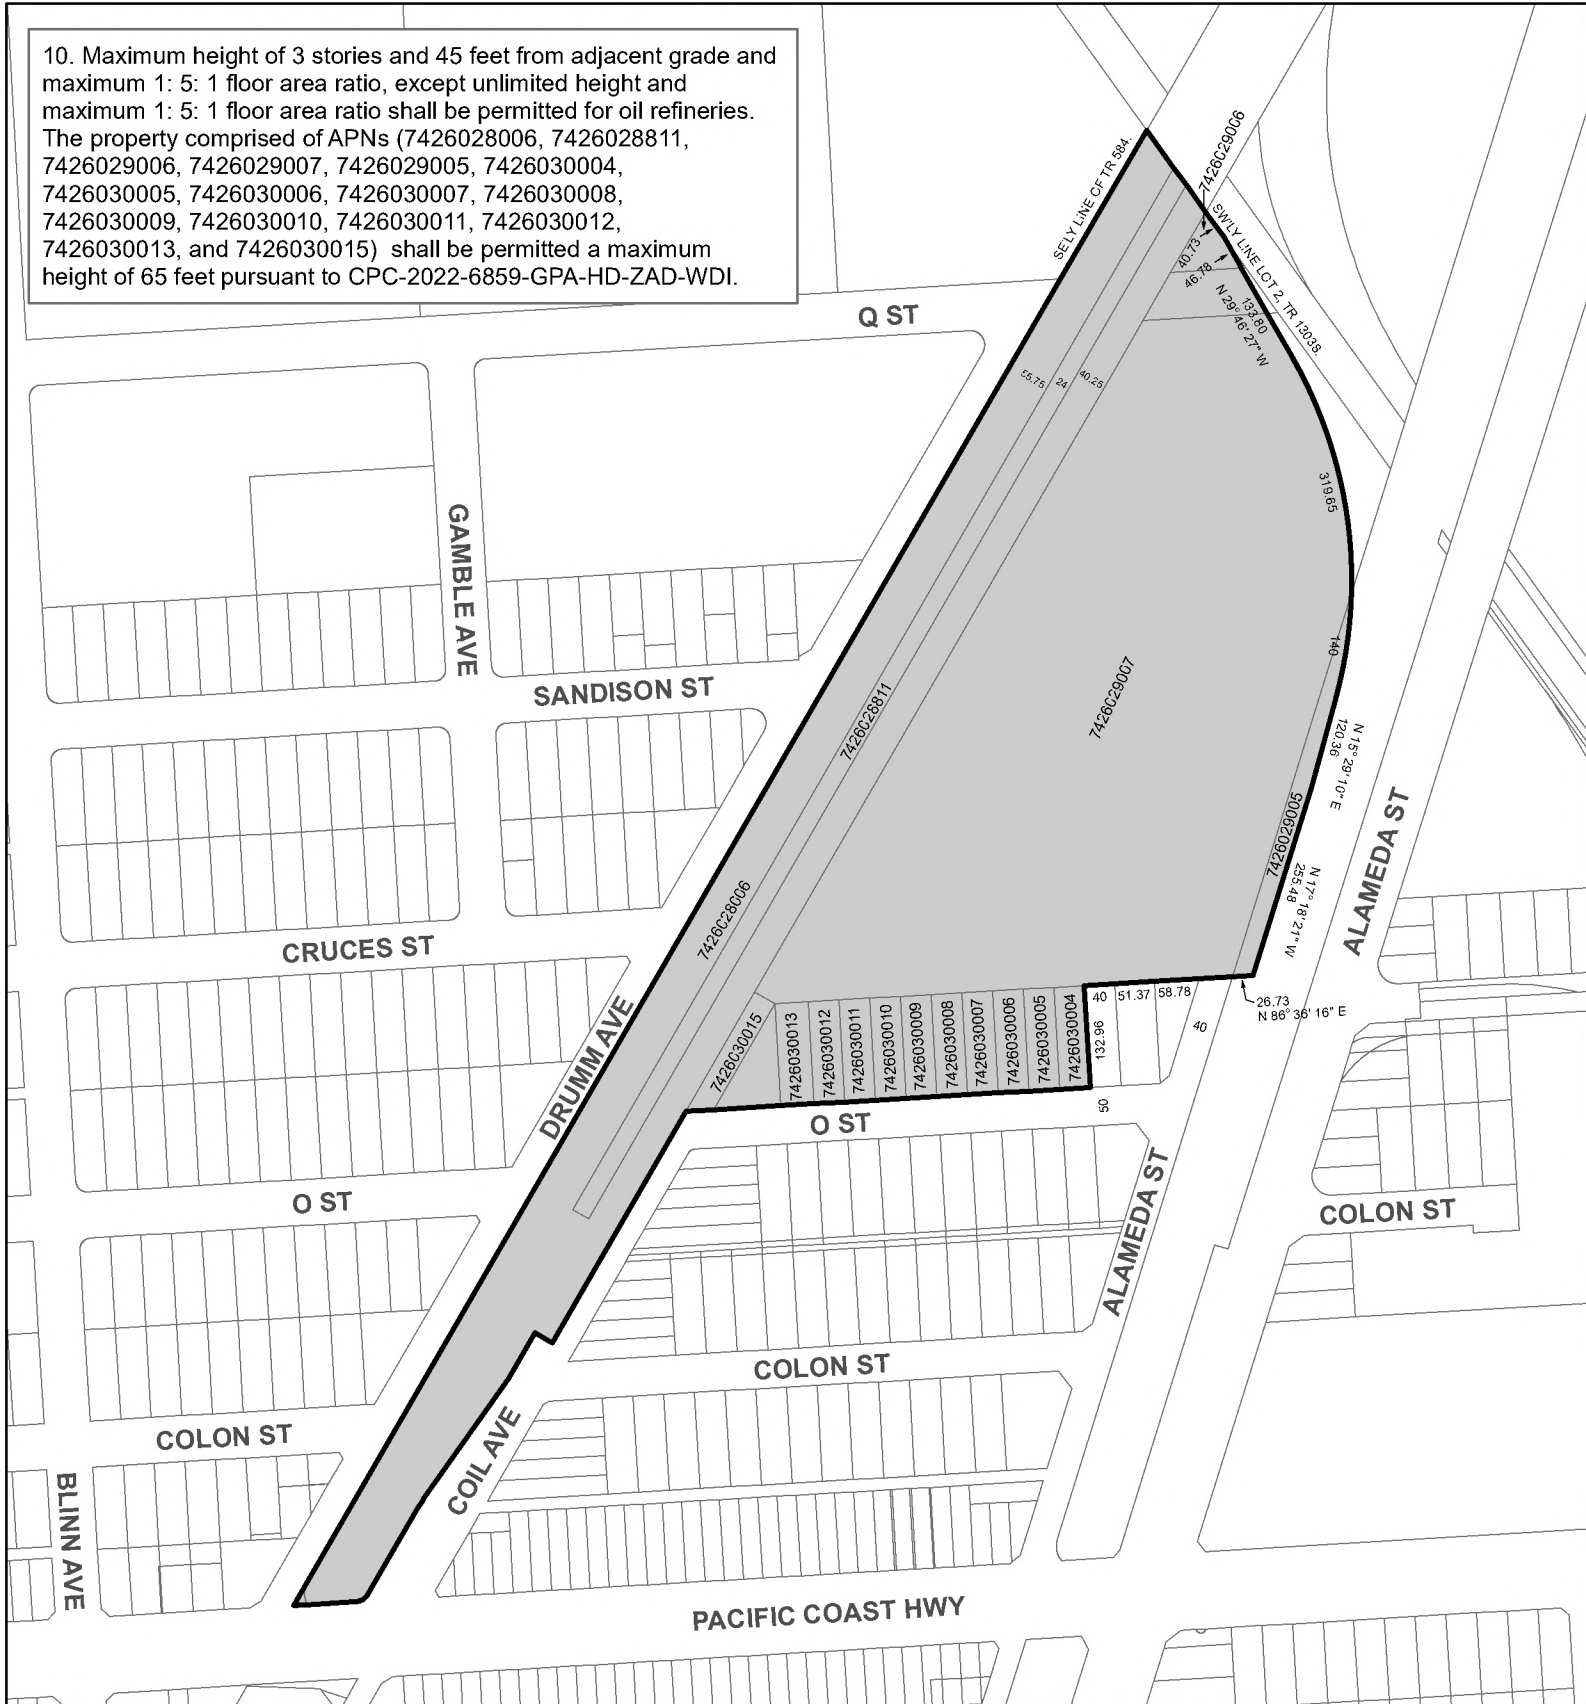 10. Maximum height of 3 stories and 45 feet from adjacent grade and
maximum 1: 5: 1 floor area ratio, except unlimited height and
maximum 1: 5: 1 floor area ratio shall be permitted for oil refineries.
The property comprised of APNs (7426028006, 7426028811,
7426029006, 7426029007, 7426029005, 7426030004,
7426030005, 7426030006, 7426030007, 7426030008,
7426030009, 7426030010, 7426030011, 7426030012,
7426030013, and 7426030015) shall be permitted a maximum
height of 65 feet pursuant to CPC-2022-6859-GPA-HD-ZAD-WDI.
SE'LY LINE OF TR 584.
7426029006
SW'LY LINE LOT 2, TR 13038.
40.73
46.78
133.80
N 29° 46' 27" W
Q ST
24
40.25
319.65
GAMBLE AVE
140
SANDISON ST
7426028811
7426029007
N 15° 29' 10" E
120.36
7426029005
ALAMEDA ST
N 17° 18' 21" W
255.48
7426028006
CRUCES ST
40
51.37
58.78
26.73
N 86° 36' 16" E
132.96
40
DRUMM AVE
7426030015
7426030013
7426030012
7426030011
7426030010
7426030009
7426030008
7426030007
7426030006
7426030005
7426030004
50
O ST
O ST
ALAMEDA ST
COLON ST
COLON ST
COLON ST
COIL AVE
BLINN AVE
PACIFIC COAST HWY